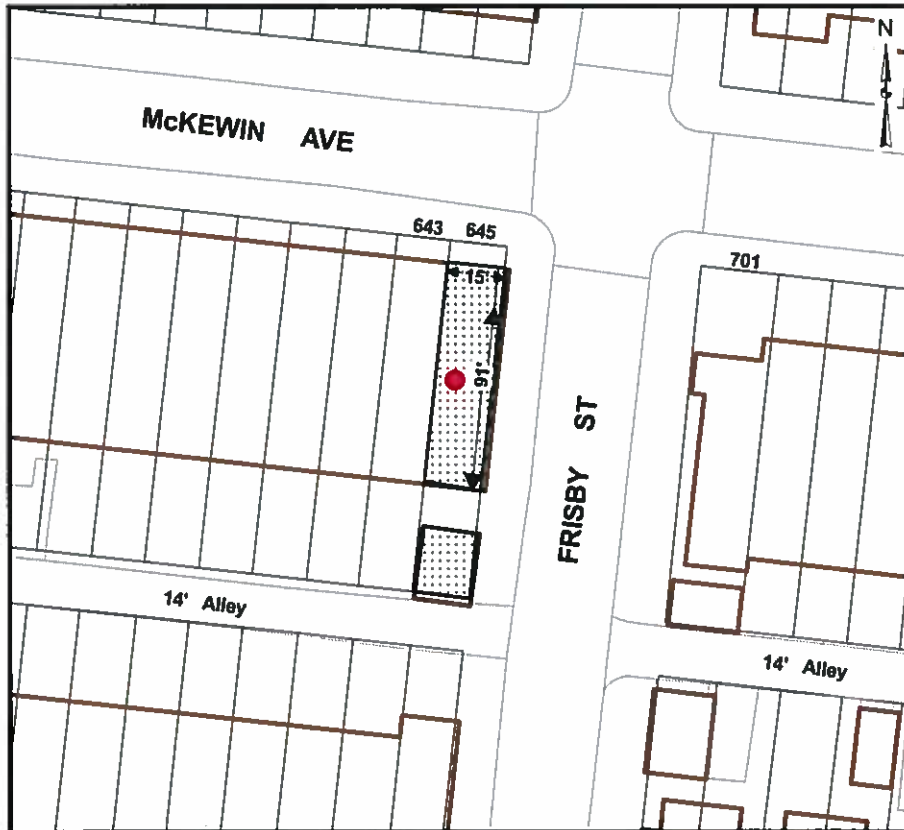 N
McKEWIN AVE
643 645
701
15'
91'
FRISBY ST
14' Alley
14' Alley